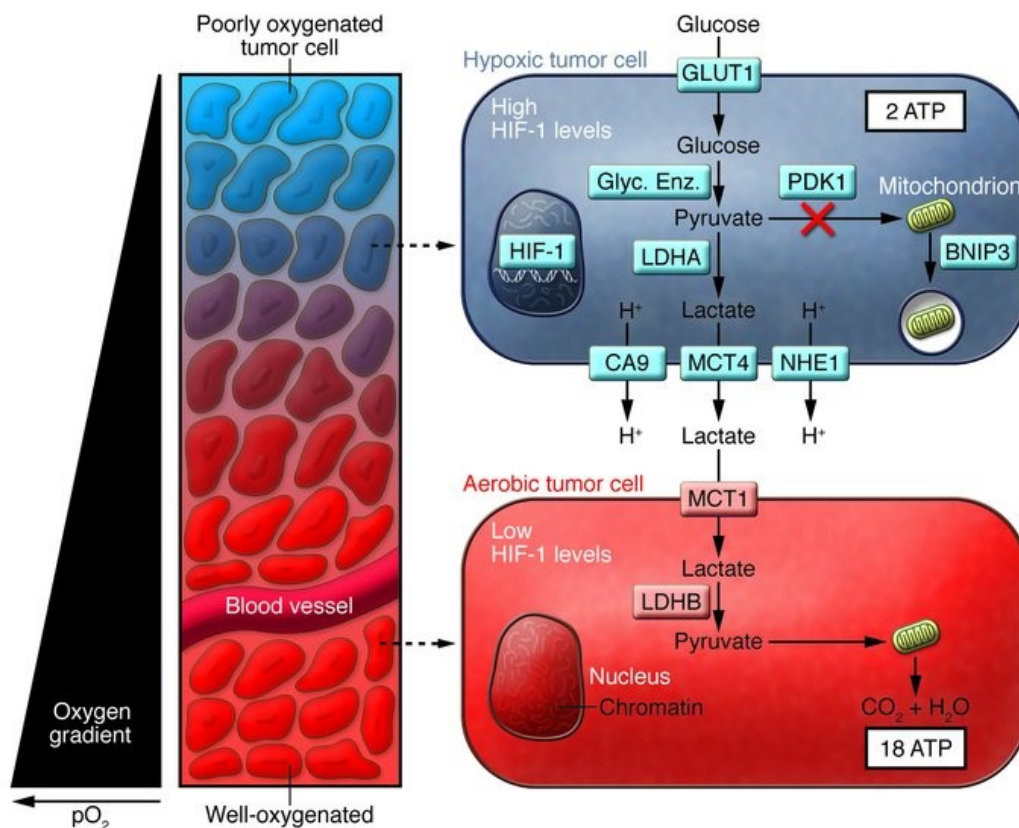 Poorly oxygenated
tumor cell
Oxygen
gradient
pO₂
Blood vessel
Well-oxygenated
Glucose
Hypoxic tumor cell
GLUT1
High
HIF-1 levels
2 ATP
Glucose
Glyc. Enz.
PDK1
Mitochondrion
Pyruvate
HIF-1
LDHA
BNIP3
H⁺
Lactate
H⁺
CA9
MCT4
NHE1
H⁺
Lactate
H⁺
Aerobic tumor cell
MCT1
Low
HIF-1 levels
Lactate
LDHB
Pyruvate
Nucleus
Chromatin
CO₂ + H₂O
18 ATP